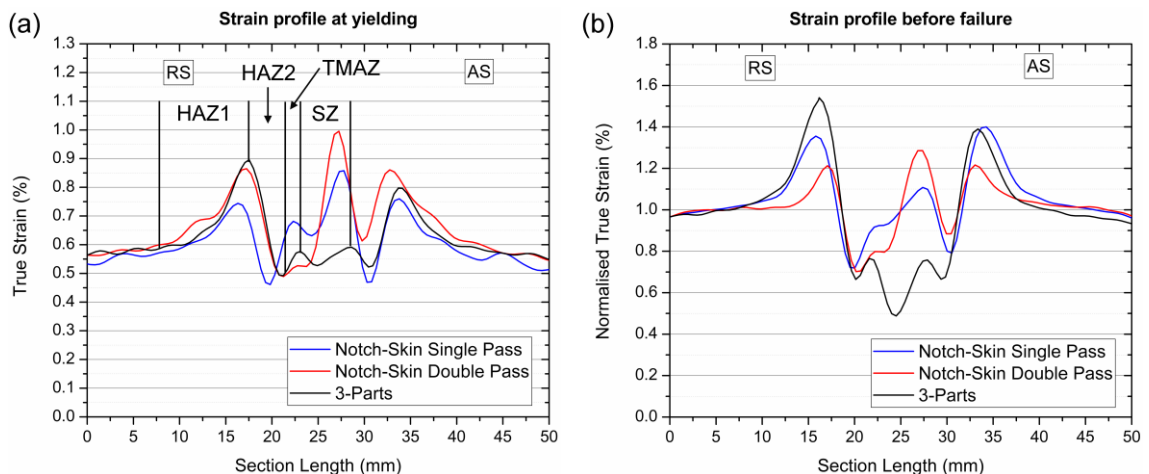 (a)
Strain profile at yielding
1.3
1.2
1.1
1.0
0.9
0.8
0.7
0.6
0.5
0.4
0.3
0.2
0.1
0.0
True Strain (%)
RS
HAZ2
TMAZ
AS
HAZ1
SZ
Notch-Skin Single Pass
Notch-Skin Double Pass
3-Parts
0 5 10 15 20 25 30 35 40 45 50
Section Length (mm)
(b)
Strain profile before failure
1.8
1.6
1.4
1.2
1.0
0.8
0.6
0.4
0.2
0.0
Normalised True Strain (%)
RS
AS
Notch-Skin Single Pass
Notch-Skin Double Pass
3-Parts
0 5 10 15 20 25 30 35 40 45 50
Section Length (mm)